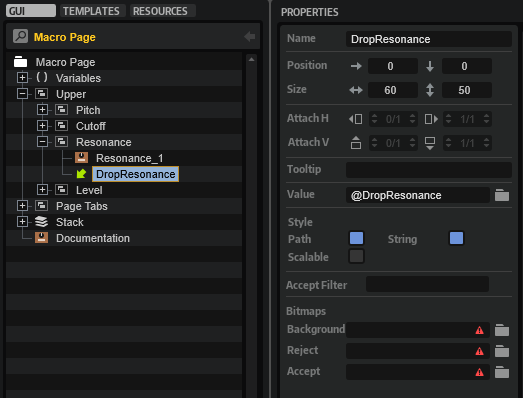 GUI TEMPLATES RESOURCES
Macro Page
Macro Page
( ) Variables
Upper
Pitch
Cutoff
Resonance
Resonance_1
DropResonance
Level
Page Tabs
Stack
Documentation
PROPERTIES
Name DropResonance
Position 0 0
Size 60 50
Attach H 0/1 1/1
Attach V 0/1 1/1
Tooltip
Value @DropResonance
Style
Path String
Scalable
Accept Filter
Bitmaps
Background
Reject
Accept